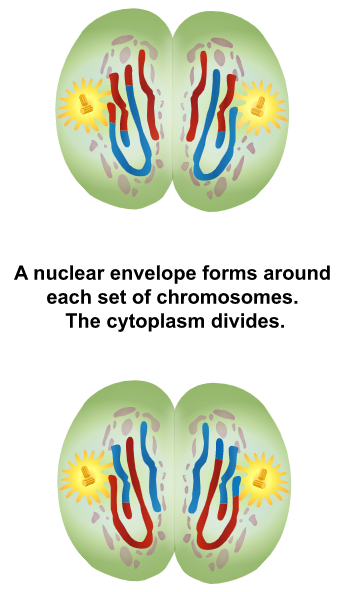 A nuclear envelope forms around
each set of chromosomes.
The cytoplasm divides.